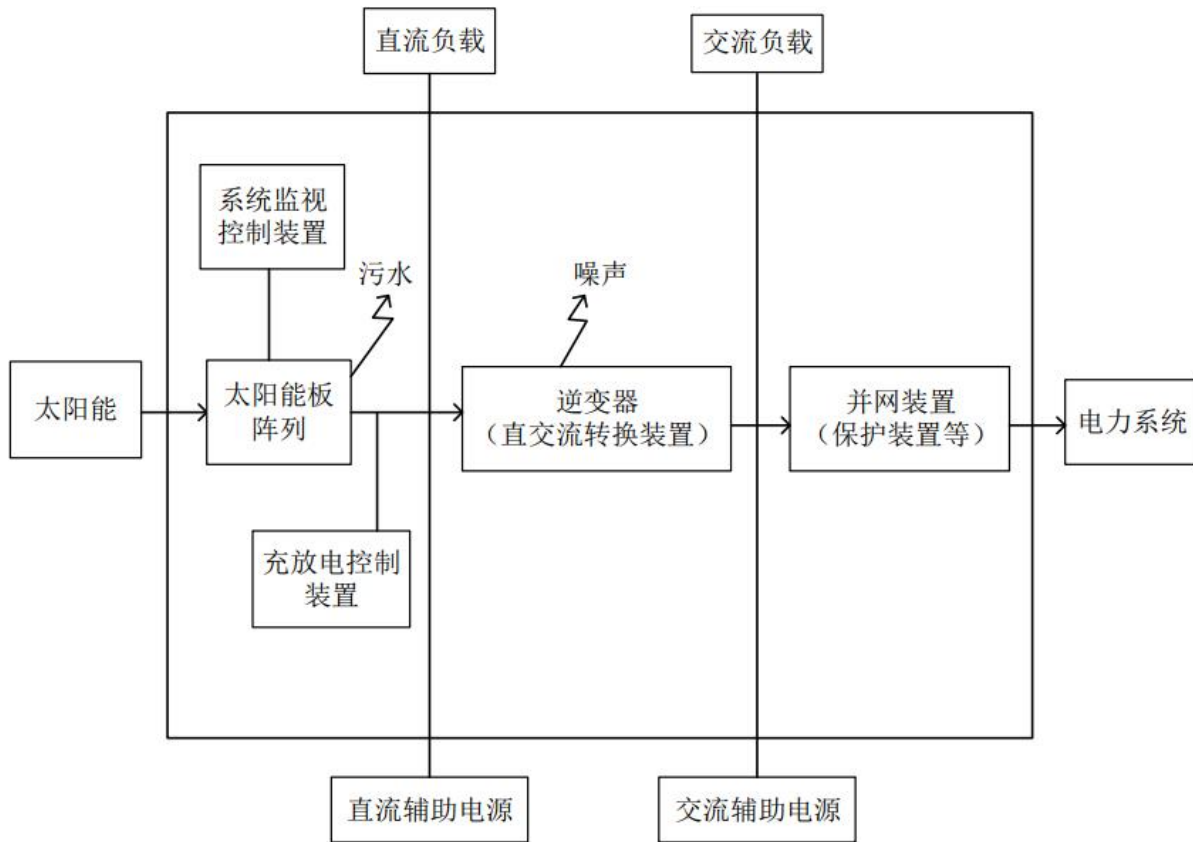 直流负载
交流负载
系统监视
控制装置
污水
噪声
太阳能
太阳能板
阵列
逆变器
（直交流转换装置）
并网装置
（保护装置等）
电力系统
充放电控制
装置
直流辅助电源
交流辅助电源